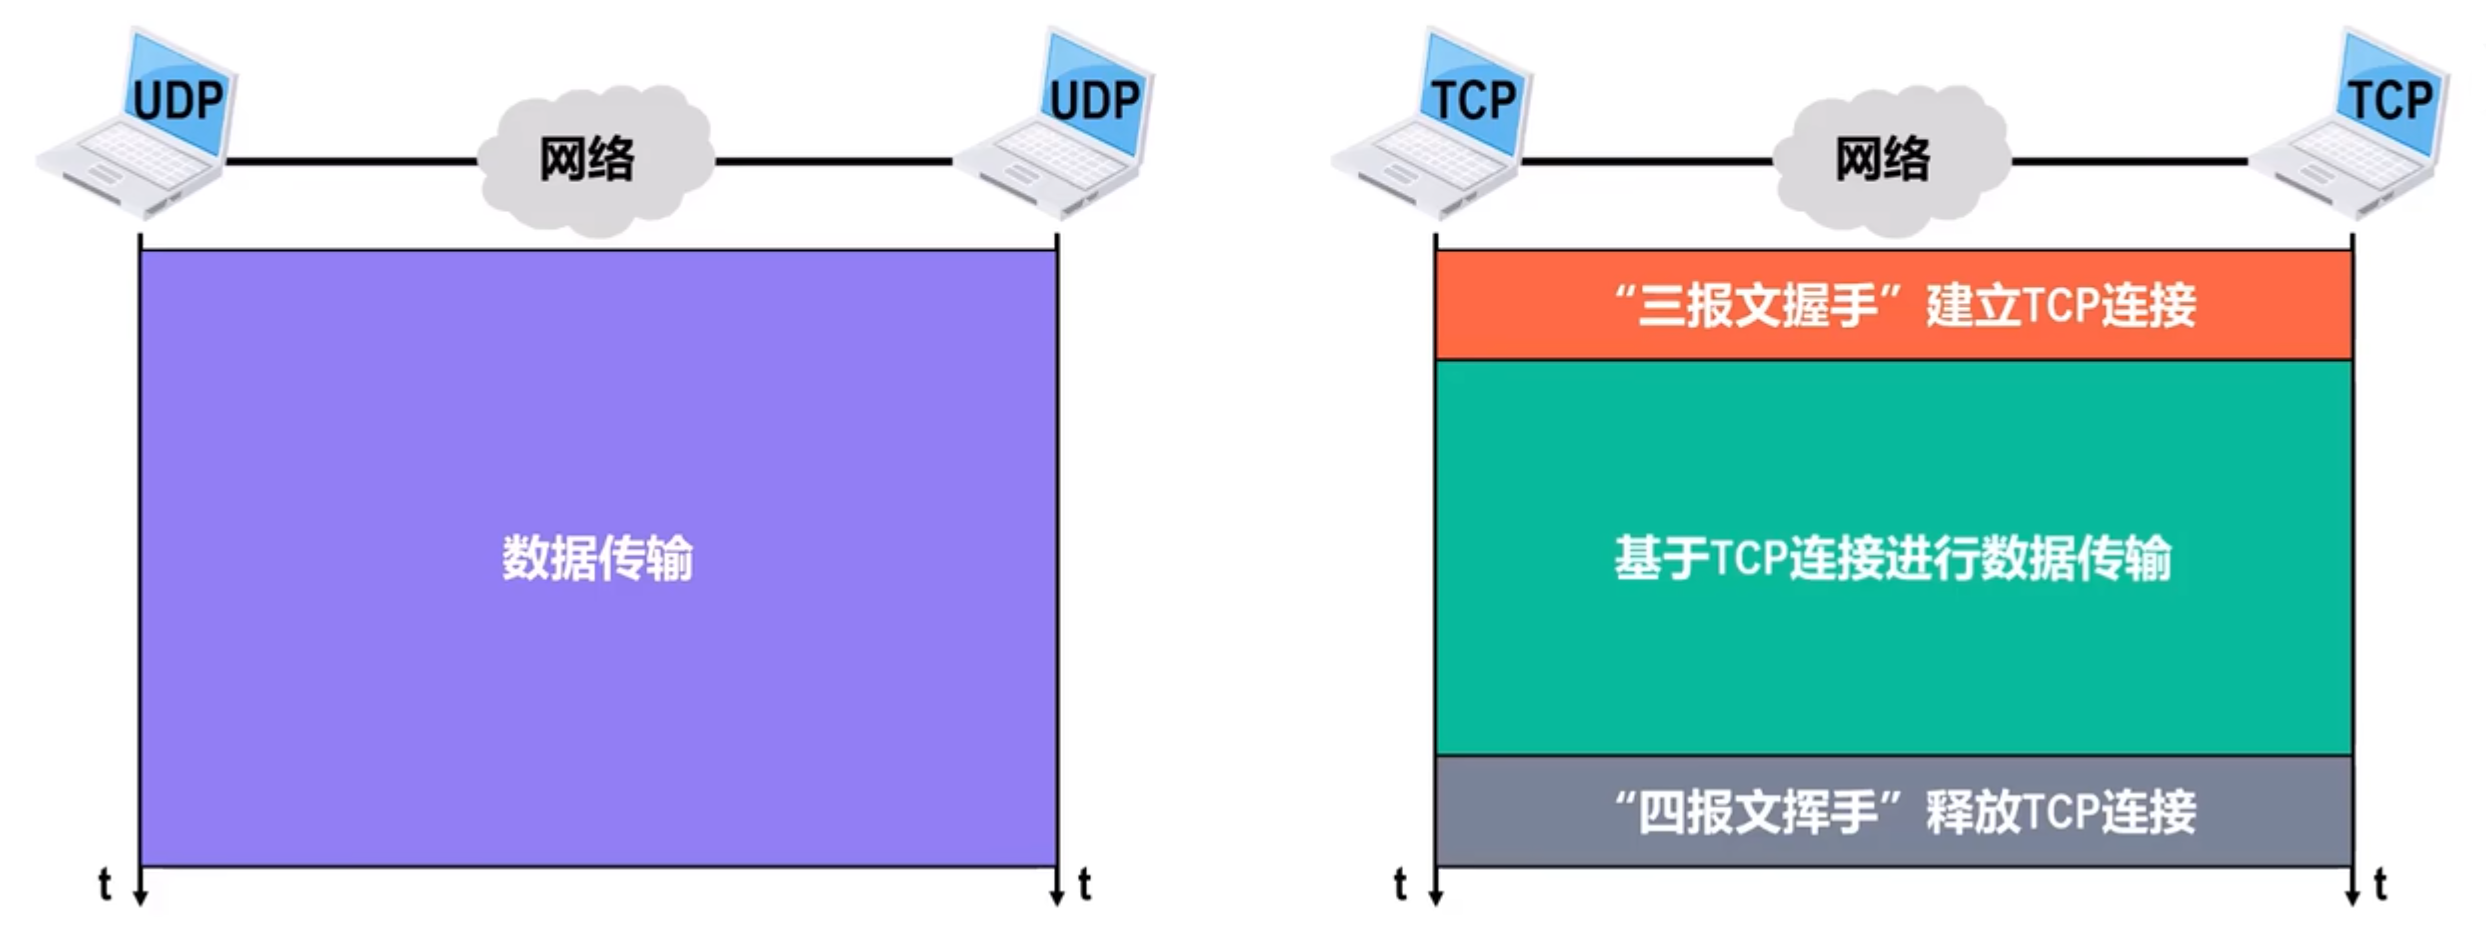 UDP
网络
UDP
数据传输
t
t
TCP
网络
TCP
“三报文握手”建立TCP连接
基于TCP连接进行数据传输
“四报文挥手”释放TCP连接
t
t